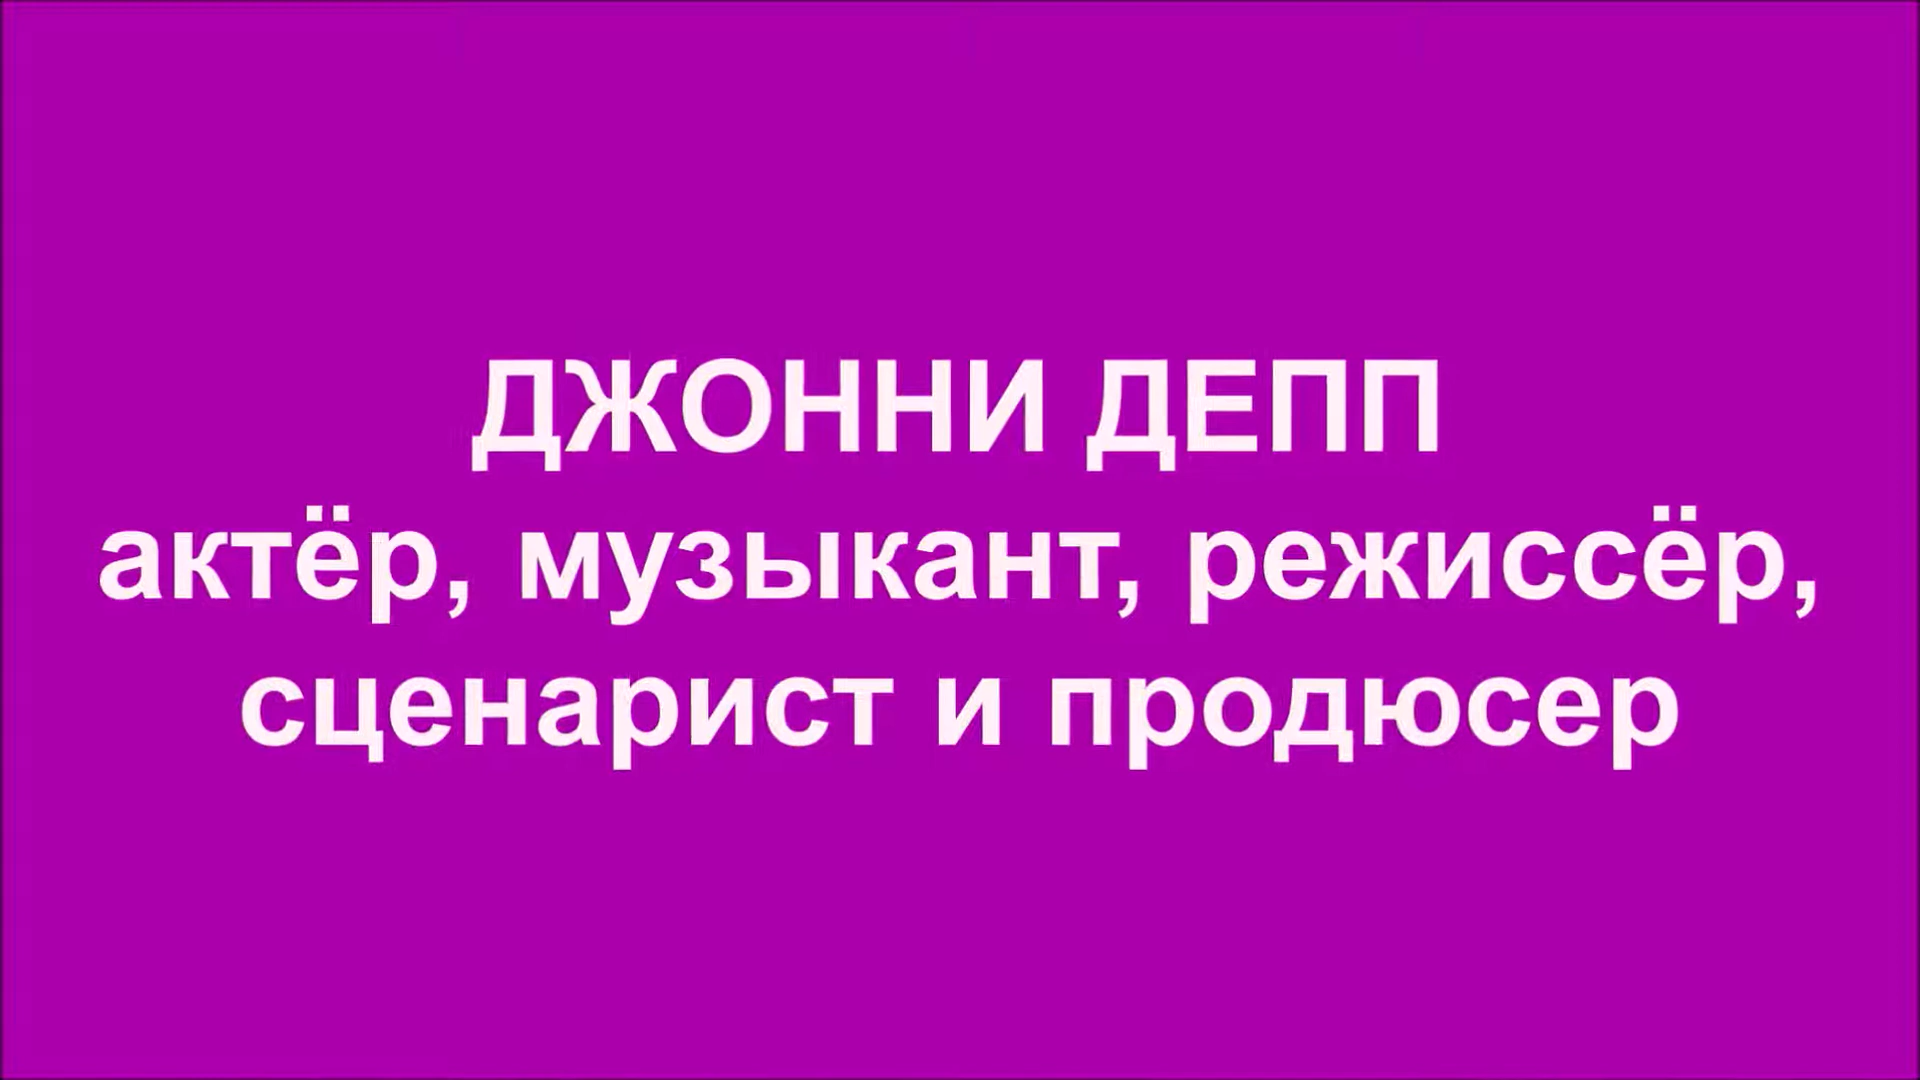 ДЖОННИ ДЕПП
актёр, музыкант, режиссёр,
сценарист и продюсер